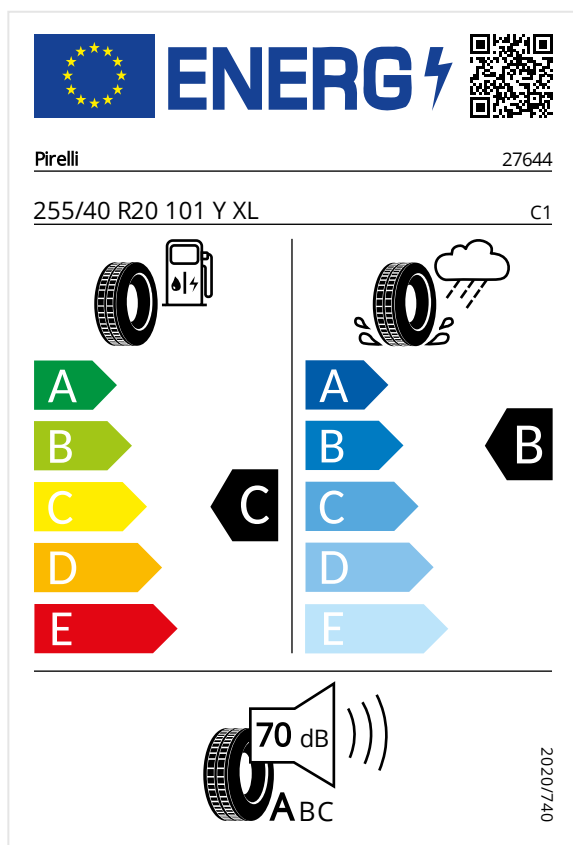 ENERG
Pirelli 27644
255/40 R20 101 Y XL C1
A A
B B B
C C C
D D
E E
70 dB
ABC
2020/740